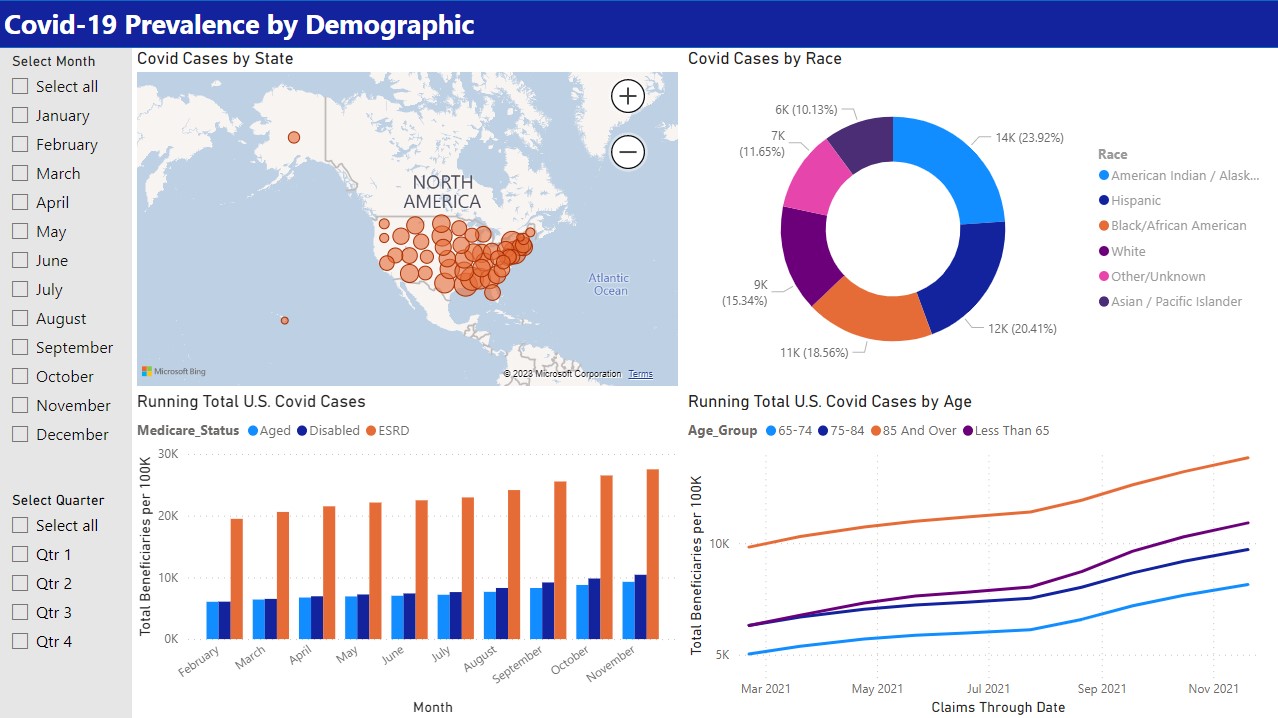 Covid-19 Prevalence by Demographic
Select Month
Select all
January
February
March
April
May
June
July
August
September
October
November
December
Select Quarter
Select all
Qtr 1
Qtr 2
Qtr 3
Qtr 4
Covid Cases by State
NORTH
AMERICA
Atlantic
Ocean
Microsoft Bing
© 2023 Microsoft Corporation Terms
Covid Cases by Race
6K (10.13%)
7K
(11.65%)
14K (23.92%)
9K
(15.34%)
12K (20.41%)
11K (18.56%)
Race
American Indian / Alask...
Hispanic
Black/African American
White
Other/Unknown
Asian / Pacific Islander
Running Total U.S. Covid Cases
Medicare_Status Aged Disabled ESRD
Total Beneficiaries per 100K
30K
20K
10K
0K
February March April May June July August September October November
Month
Running Total U.S. Covid Cases by Age
Age_Group 65-74 75-84 85 And Over Less Than 65
Total Beneficiaries per 100K
10K
5K
Mar 2021 May 2021 Jul 2021 Sep 2021 Nov 2021
Claims Through Date